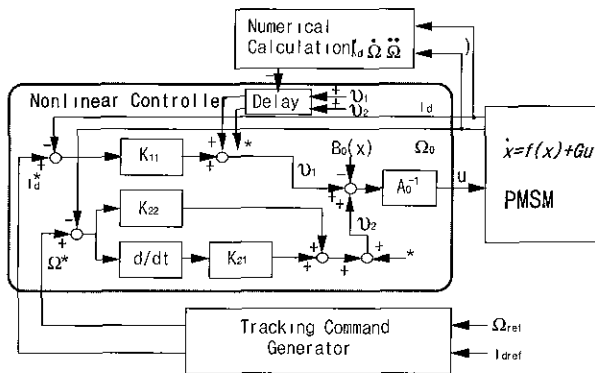 Numerical
Calculation(İd Ω̇ Ω̈ )
Nonlinear Controller
Delay
υ1
υ2
Id
Id*
K11
*
υ1
B0(x)
Ω0
A0⁻¹
u
ẋ=f(x)+Gu
PMSM
K22
υ2
Ω*
d/dt
K21
*
Tracking Command
Generator
Ωref
Idref